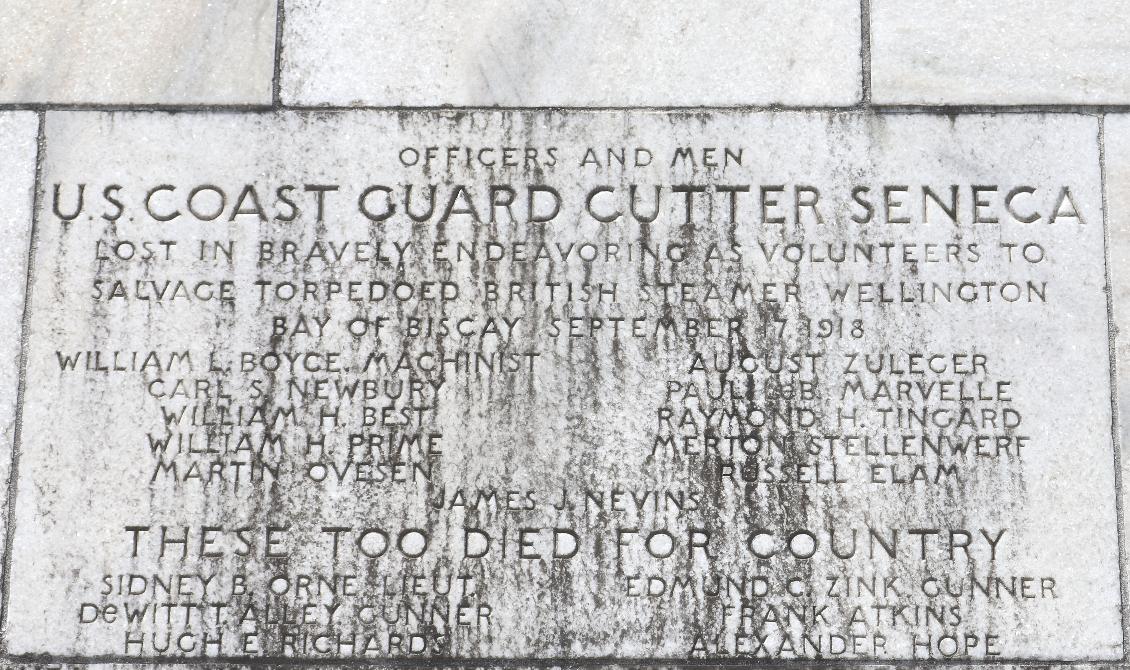 OFFICERS AND MEN
U.S. COAST GUARD CUTTER SENECA
LOST IN BRAVELY ENDEAVORING AS VOLUNTEERS TO
SALVAGE TORPEDOED BRITISH STEAMER WELLINGTON
BAY OF BISCAY SEPTEMBER 17 1918
WILLIAM L. BOYCE, MACHINIST AUGUST ZULEGER
CARL S. NEWBURY PAULILUB MARVELLE
WILLIAM H. BEST RAYMOND H. TINGARD
WILLIAM H. PRIME MERTON STELLENWERF
MARTIN OVESEN RUSSELL ELAM
JAMES J. NEVINS
THESE TOO DIED FOR COUNTRY
SIDNEY B. ORNE LIEUT. EDMUND C. ZINK GUNNER
DeWITT T. ALLEY GUNNER FRANK ATKINS
HUGH E. RICHARDS ALEXANDER HOPE